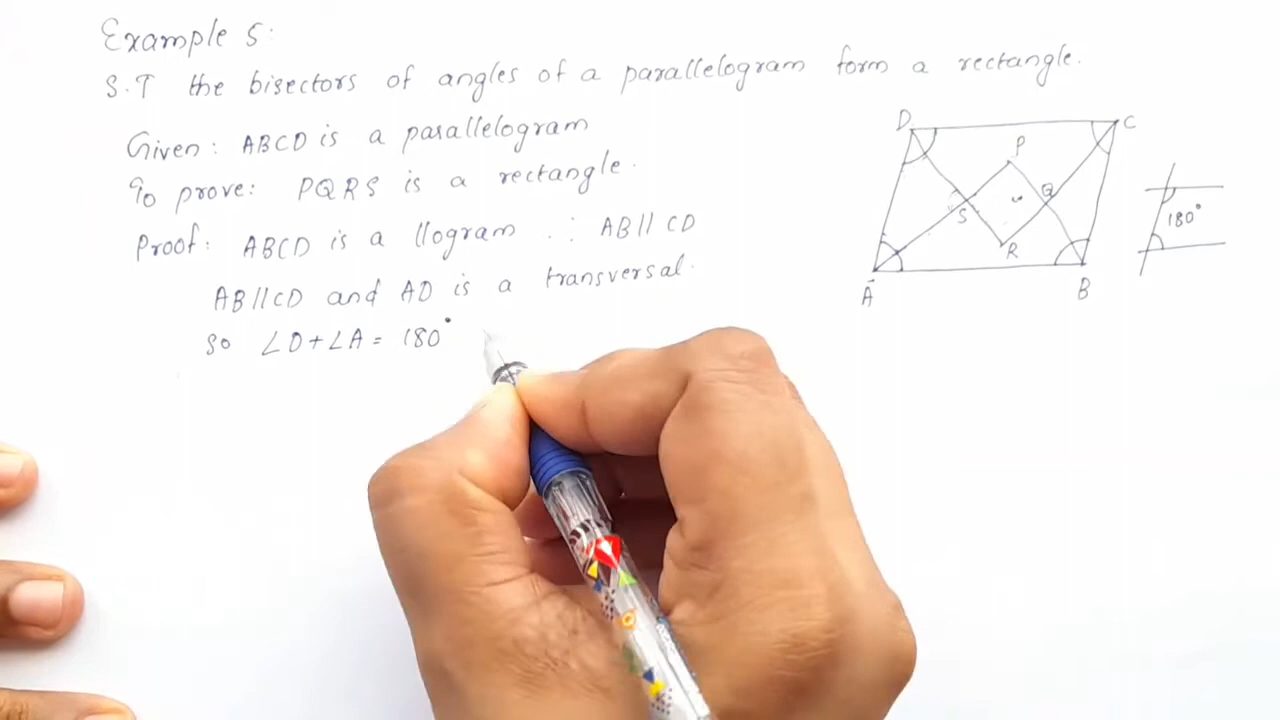 Example 5:
S.T the bisectors of angles of a parallelogram form a rectangle.
Given: ABCD is a parallelogram
To prove: PQRS is a rectangle.
Proof: ABCD is a llogram ∴ AB//CD
AB//CD and AD is a transversal.
So ∠D+∠A = 180°
D
C
P
Q
S
R
A
B
180°